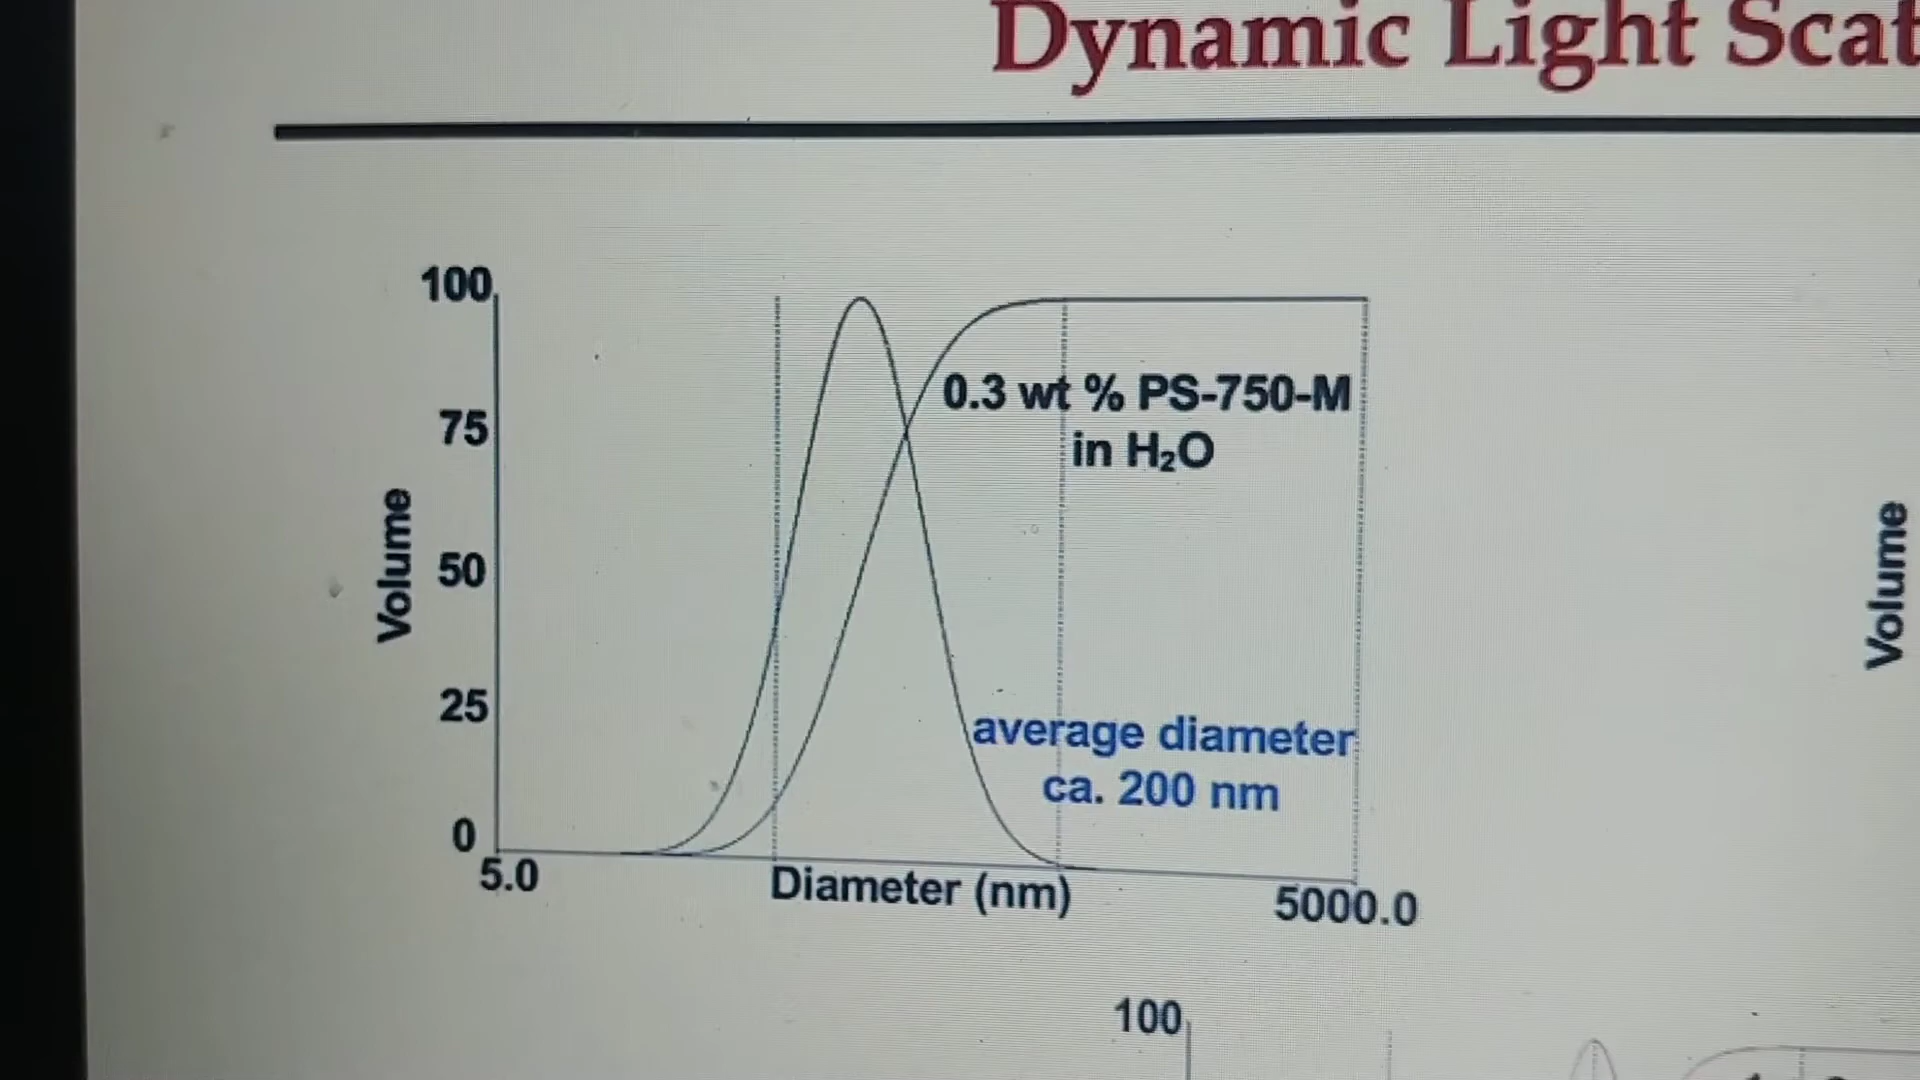 Dynamic Light Scat
100
75
50
25
0
Volume
0.3 wt % PS-750-M
in H₂O
average diameter
ca. 200 nm
5.0
Diameter (nm)
5000.0
Volume
100